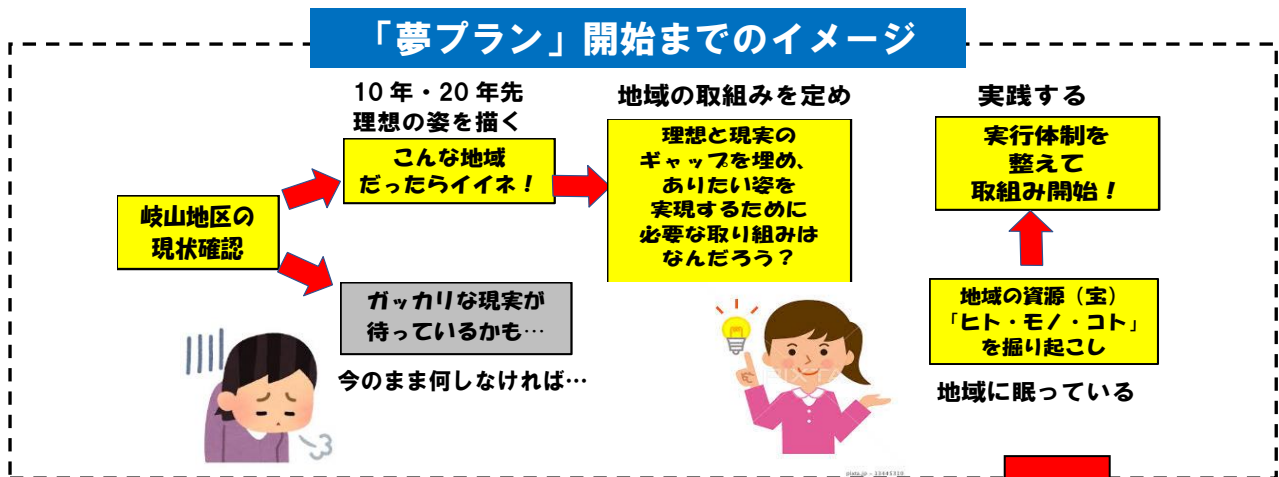 「夢プラン」開始までのイメージ
岐山地区の
現状確認
10年・20年先
理想の姿を描く
こんな地域
だったらイイネ！
ガッカリな現実が
待っているかも…
今のまま何しなければ…
地域の取組みを定め
理想と現実の
ギャップを埋め、
ありたい姿を
実現するために
必要な取り組みは
なんだろう？
実践する
実行体制を
整えて
取組み開始！
地域の資源（宝）
「ヒト・モノ・コト」
を掘り起こし
地域に眠っている